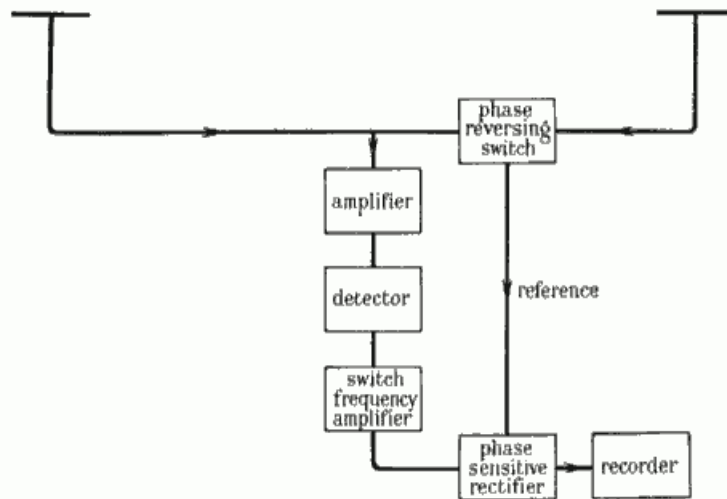 phase
reversing
switch
amplifier
detector
reference
switch
frequency
amplifier
phase
sensitive
rectifier
recorder